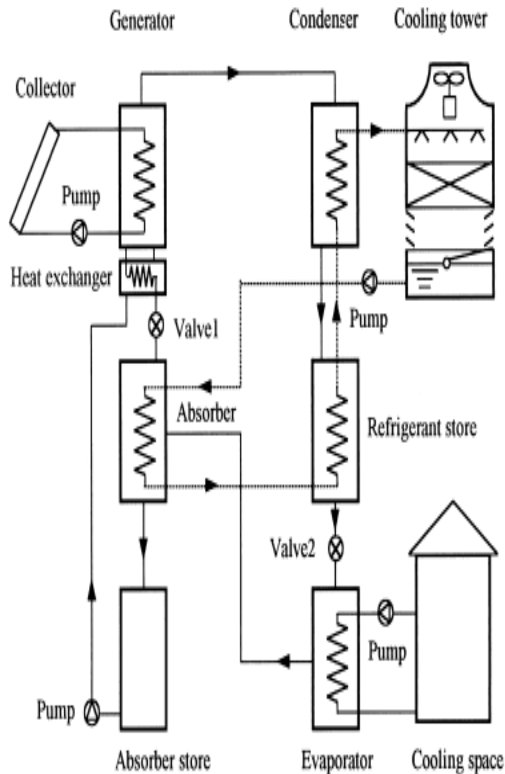 Generator
Condenser
Cooling tower
Collector
Pump
Heat exchanger
Valve1
Pump
Absorber
Refrigerant store
Valve2
Pump
Pump
Absorber store
Evaporator
Cooling space